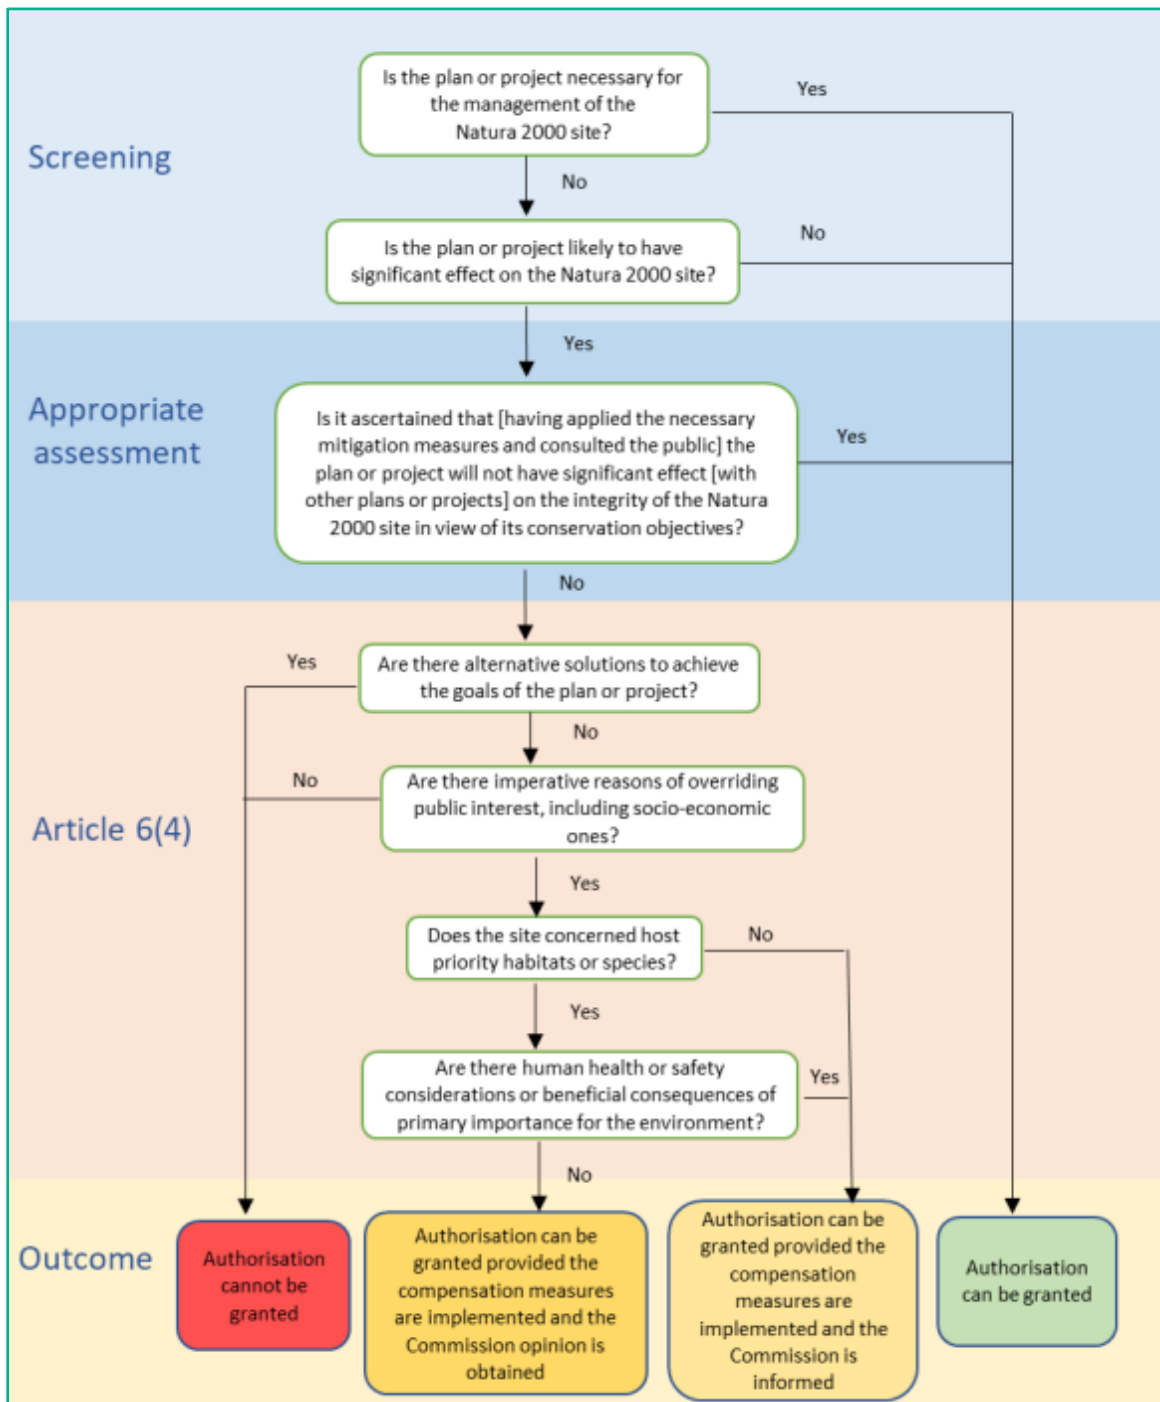 Is the plan or project necessary for
the management of the
Natura 2000 site?
Yes
Screening
No
Is the plan or project likely to have
significant effect on the Natura 2000 site?
No
Yes
Appropriate
assessment
Is it ascertained that [having applied the necessary
mitigation measures and consulted the public] the
plan or project will not have significant effect [with
other plans or projects] on the integrity of the Natura
2000 site in view of its conservation objectives?
Yes
No
Yes
Are there alternative solutions to achieve
the goals of the plan or project?
No
No
Are there imperative reasons of overriding
public interest, including socio-economic
ones?
Article 6(4)
Yes
Does the site concerned host
priority habitats or species?
No
Yes
Are there human health or safety
considerations or beneficial consequences of
primary importance for the environment?
Yes
No
Outcome
Authorisation
cannot be
granted
Authorisation can be
granted provided the
compensation measures
are implemented and the
Commission opinion is
obtained
Authorisation can be
granted provided the
compensation
measures are
implemented and the
Commission is
informed
Authorisation
can be granted